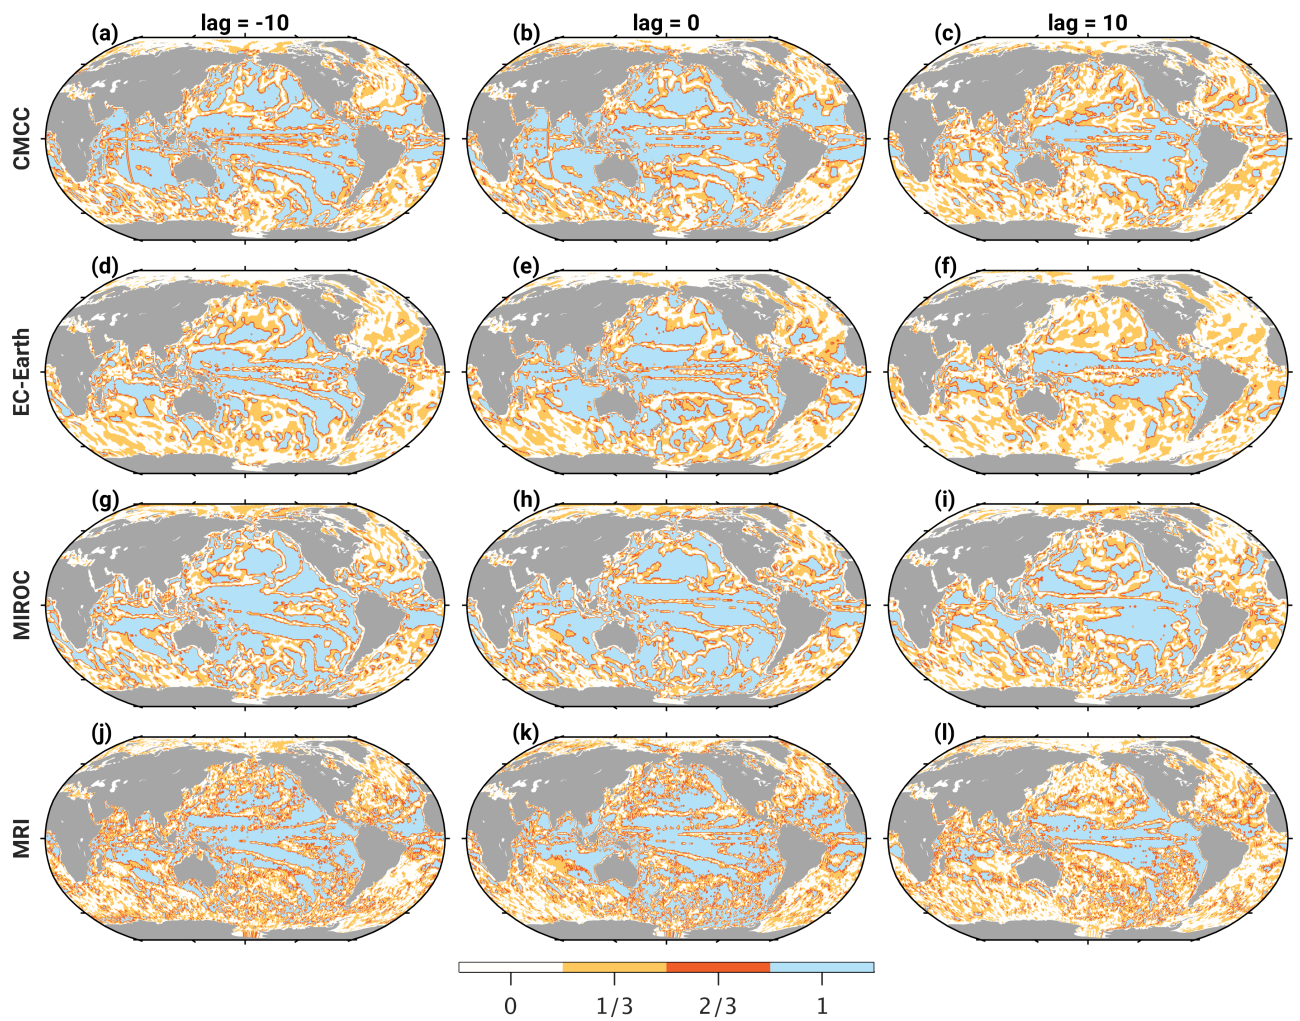 lag = -10
lag = 0
lag = 10
(a)
(b)
(c)
CMCC
(d)
(e)
(f)
EC-Earth
(g)
(h)
(i)
MIROC
(j)
(k)
(l)
MRI
0
1/3
2/3
1